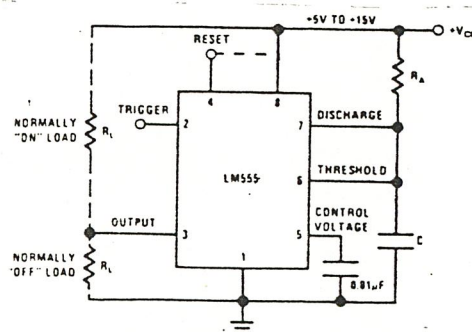 +5V TO +15V
+Vcc
RESET
RA
4
8
TRIGGER
2
7
DISCHARGE
NORMALLY
"ON" LOAD
RL
LM555
6
THRESHOLD
OUTPUT
3
5
CONTROL
VOLTAGE
C
NORMALLY
"OFF" LOAD
RL
1
0.01µF